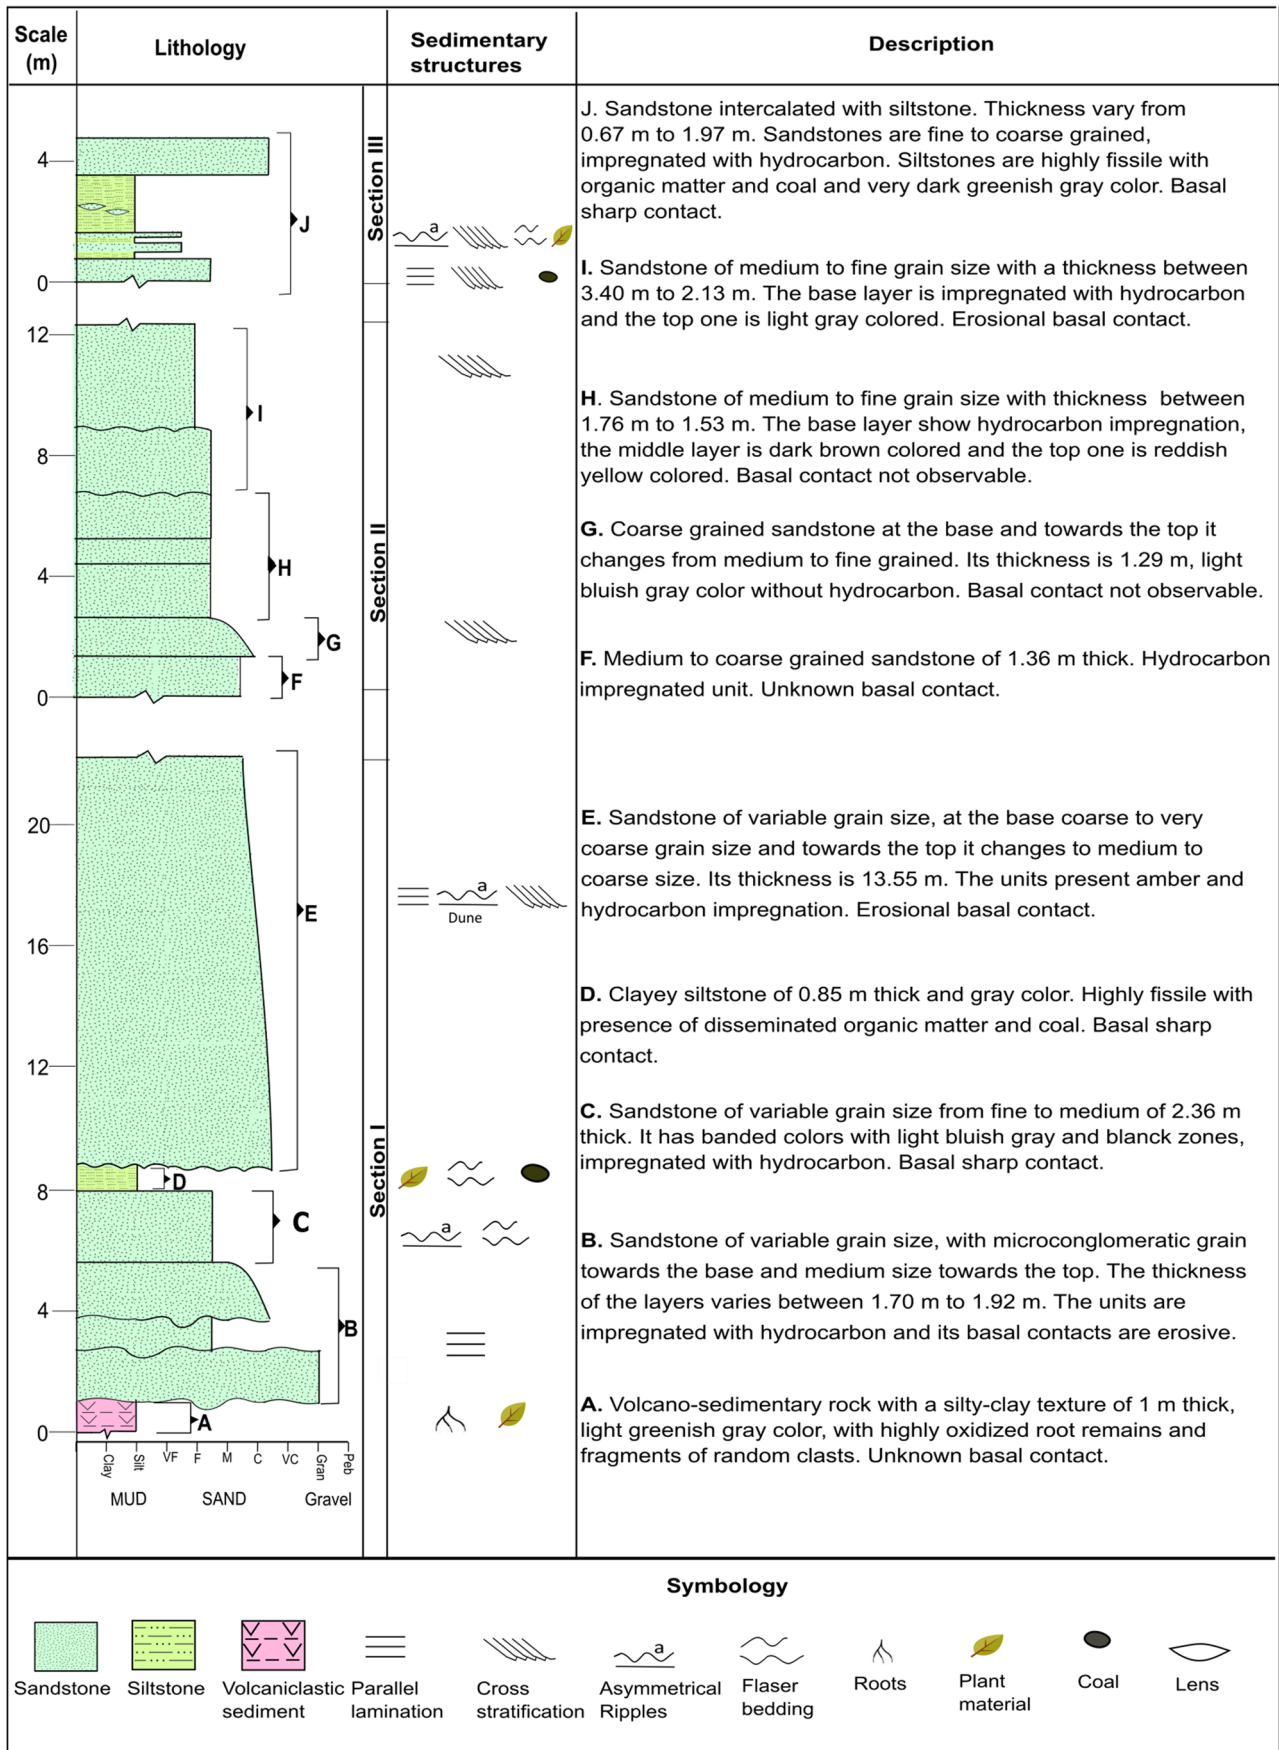 Scale
(m)
Lithology
Sedimentary
structures
Description
4
0
12
8
4
0
20
16
12
8
4
0
J
I
H
G
F
E
D
C
B
A
Section III
Section II
Section I
a
a
Dune
a
J. Sandstone intercalated with siltstone. Thickness vary from
0.67 m to 1.97 m. Sandstones are fine to coarse grained,
impregnated with hydrocarbon. Siltstones are highly fissile with
organic matter and coal and very dark greenish gray color. Basal
sharp contact.
I. Sandstone of medium to fine grain size with a thickness between
3.40 m to 2.13 m. The base layer is impregnated with hydrocarbon
and the top one is light gray colored. Erosional basal contact.
H. Sandstone of medium to fine grain size with thickness between
1.76 m to 1.53 m. The base layer show hydrocarbon impregnation,
the middle layer is dark brown colored and the top one is reddish
yellow colored. Basal contact not observable.
G. Coarse grained sandstone at the base and towards the top it
changes from medium to fine grained. Its thickness is 1.29 m, light
bluish gray color without hydrocarbon. Basal contact not observable.
F. Medium to coarse grained sandstone of 1.36 m thick. Hydrocarbon
impregnated unit. Unknown basal contact.
E. Sandstone of variable grain size, at the base coarse to very
coarse grain size and towards the top it changes to medium to
coarse size. Its thickness is 13.55 m. The units present amber and
hydrocarbon impregnation. Erosional basal contact.
D. Clayey siltstone of 0.85 m thick and gray color. Highly fissile with
presence of disseminated organic matter and coal. Basal sharp
contact.
C. Sandstone of variable grain size from fine to medium of 2.36 m
thick. It has banded colors with light bluish gray and blanck zones,
impregnated with hydrocarbon. Basal sharp contact.
B. Sandstone of variable grain size, with microconglomeratic grain
towards the base and medium size towards the top. The thickness
of the layers varies between 1.70 m to 1.92 m. The units are
impregnated with hydrocarbon and its basal contacts are erosive.
A. Volcano-sedimentary rock with a silty-clay texture of 1 m thick,
light greenish gray color, with highly oxidized root remains and
fragments of random clasts. Unknown basal contact.
Clay Silt VF F M C VC Gran Peb
MUD SAND Gravel
Symbology
a
Sandstone
Siltstone
Volcaniclastic
sediment
Parallel
lamination
Cross
stratification
Asymmetrical
Ripples
Flaser
bedding
Roots
Plant
material
Coal
Lens